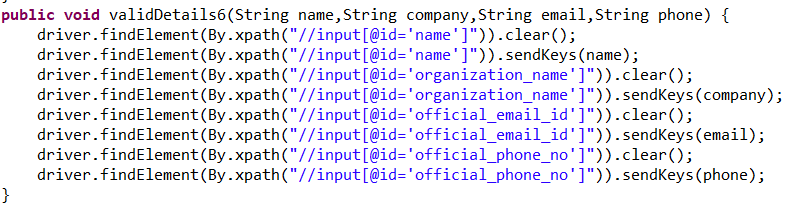 public void validDetails6(String name,String company,String email,String phone) {
driver.findElement(By.xpath("//input[@id='name']")).clear();
driver.findElement(By.xpath("//input[@id='name']")).sendKeys(name);
driver.findElement(By.xpath("//input[@id='organization_name']")).clear();
driver.findElement(By.xpath("//input[@id='organization_name']")).sendKeys(company);
driver.findElement(By.xpath("//input[@id='official_email_id']")).clear();
driver.findElement(By.xpath("//input[@id='official_email_id']")).sendKeys(email);
driver.findElement(By.xpath("//input[@id='official_phone_no']")).clear();
driver.findElement(By.xpath("//input[@id='official_phone_no']")).sendKeys(phone);
}